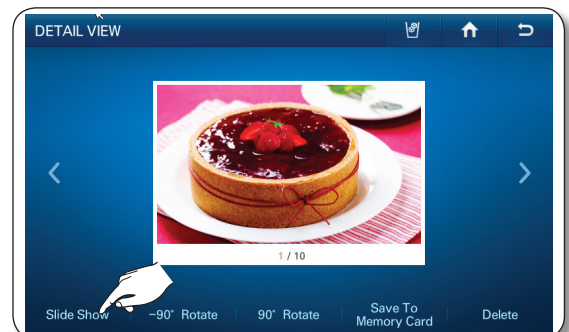 DETAIL VIEW
1 / 10
Slide Show
-90° Rotate
90° Rotate
Save To
Memory Card
Delete